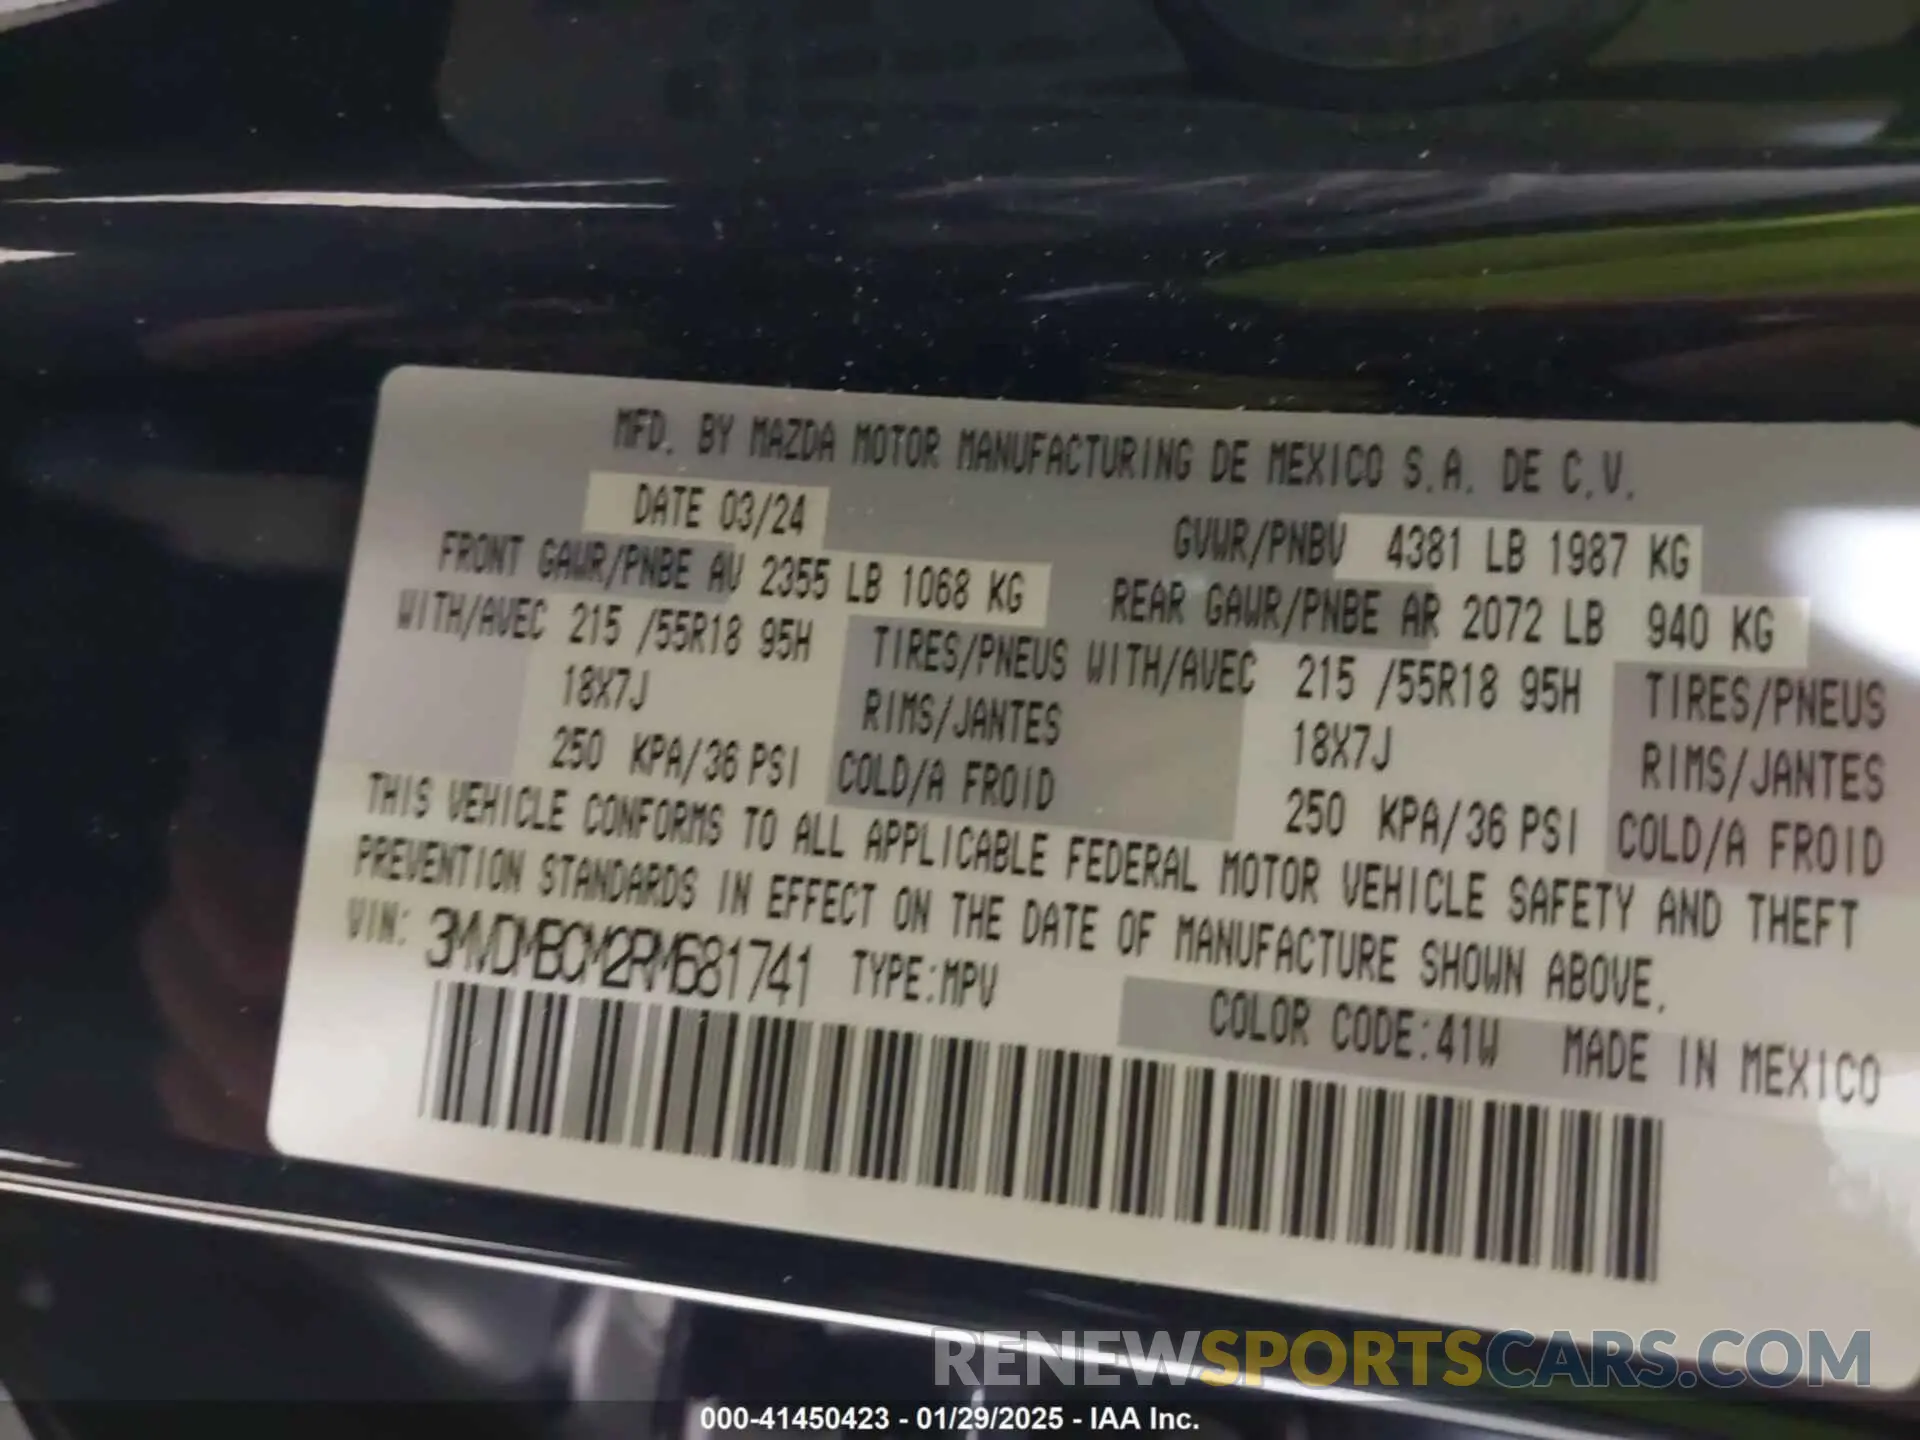 MFD. BY MAZDA MOTOR MANUFACTURING DE MEXICO S.A. DE C.V.
DATE 03/24 GVWR/PNBV 4381 LB 1987 KG
FRONT GAWR/PNBE AV 2355 LB 1068 KG REAR GAWR/PNBE AR 2072 LB 940 KG
WITH/AVEC 215 /55R18 95H TIRES/PNEUS WITH/AVEC 215 /55R18 95H TIRES/PNEUS
18X7J RIMS/JANTES 18X7J RIMS/JANTES
250 KPA/36 PSI COLD/A FROID 250 KPA/36 PSI COLD/A FROID
THIS VEHICLE CONFORMS TO ALL APPLICABLE FEDERAL MOTOR VEHICLE SAFETY AND THEFT
PREVENTION STANDARDS IN EFFECT ON THE DATE OF MANUFACTURE SHOWN ABOVE.
VIN: 3MVDMBCM2RM681741 TYPE:MPV
COLOR CODE:41W MADE IN MEXICO
RENEWSPORTSCARS.COM
000-41450423 - 01/29/2025 - IAA Inc.